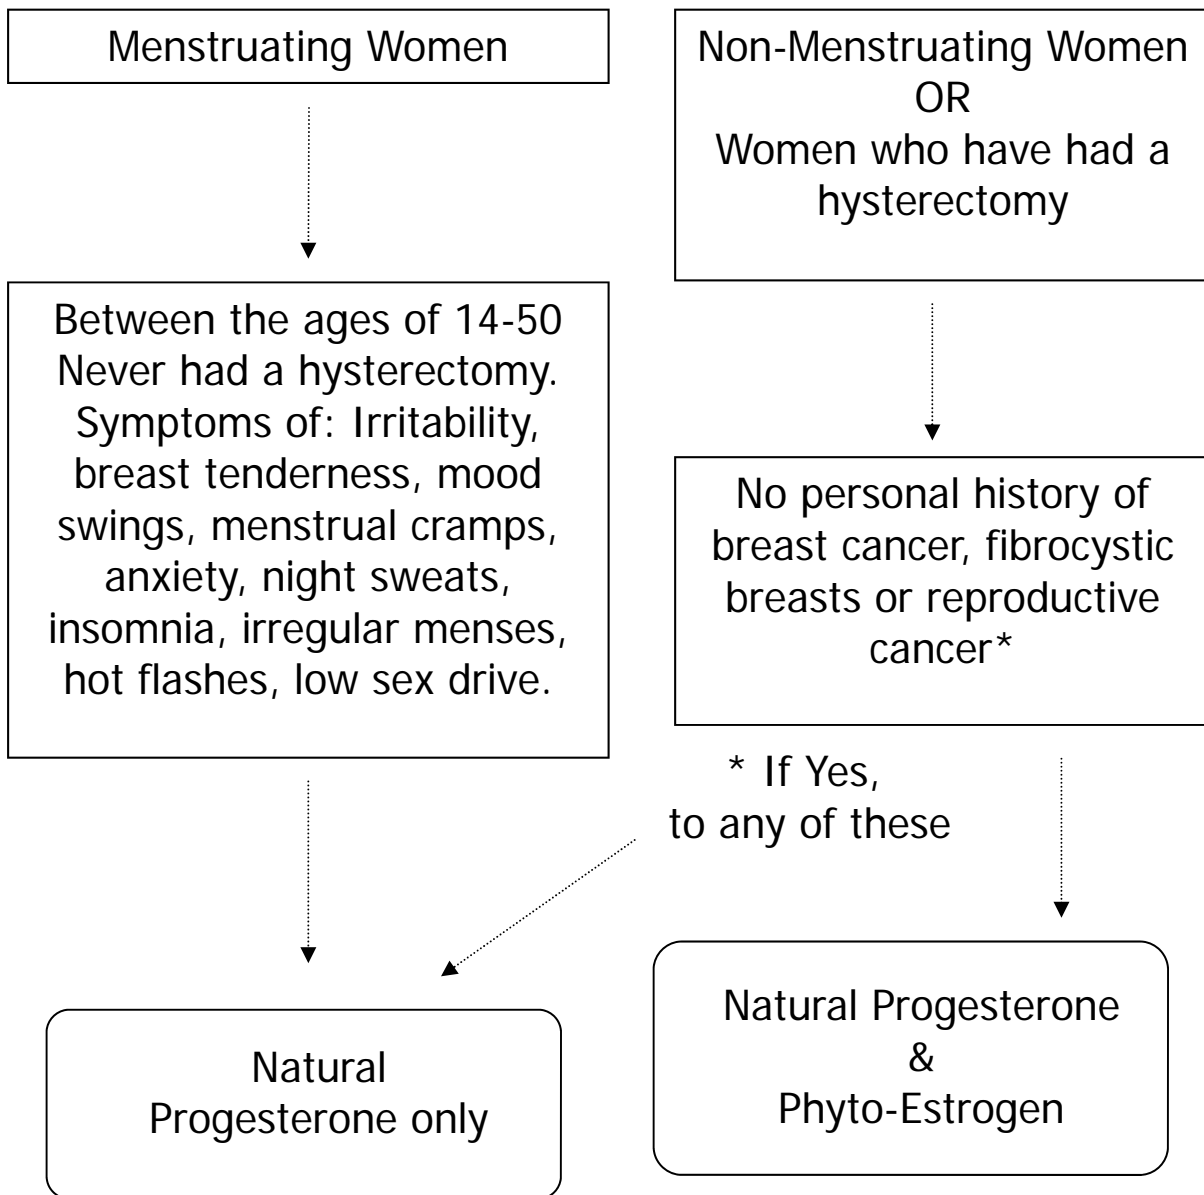 Menstruating Women
Between the ages of 14-50
Never had a hysterectomy.
Symptoms of: Irritability,
breast tenderness, mood
swings, menstrual cramps,
anxiety, night sweats,
insomnia, irregular menses,
hot flashes, low sex drive.
Natural
Progesterone only
Non-Menstruating Women
OR
Women who have had a
hysterectomy
No personal history of
breast cancer, fibrocystic
breasts or reproductive
cancer*
* If Yes,
to any of these
Natural Progesterone
&
Phyto-Estrogen